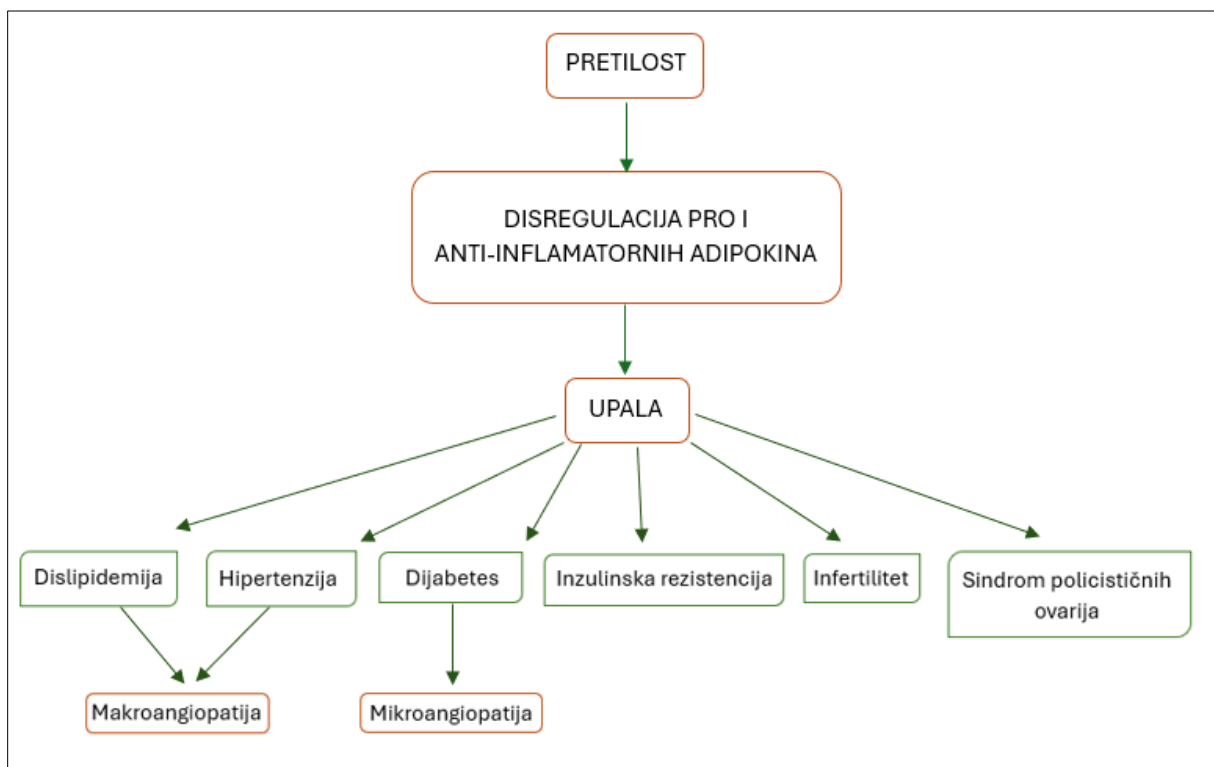 PRETILOST
DISREGULACIJA PRO I
ANTI-INFLAMATORNIH ADIPOKINA
UPALA
Dislipidemija
Hipertenzija
Dijabetes
Inzulinska rezistencija
Infertilitet
Sindrom policističnih
ovarija
Makroangiopatija
Mikroangiopatija